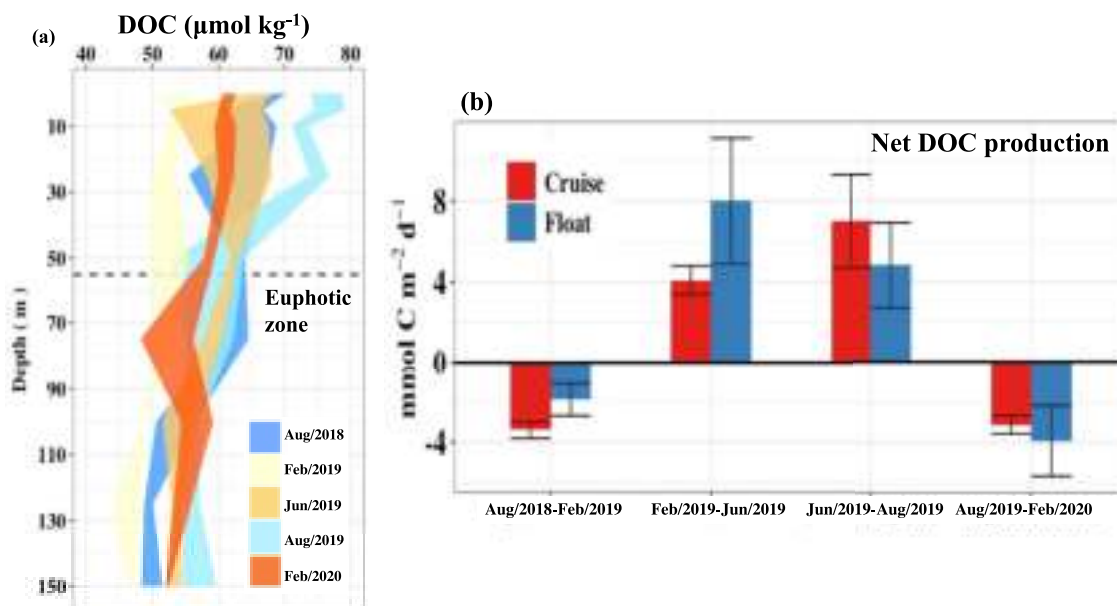 DOC (µmol kg⁻¹)
(a)
40 50 60 70 80
10
30
50
70
90
110
130
150
Depth ( m )
Euphotic
zone
Aug/2018
Feb/2019
Jun/2019
Aug/2019
Feb/2020
(b)
Net DOC production
Cruise
Float
mmol C m⁻² d⁻¹
8
4
0
-4
Aug/2018-Feb/2019 Feb/2019-Jun/2019 Jun/2019-Aug/2019 Aug/2019-Feb/2020